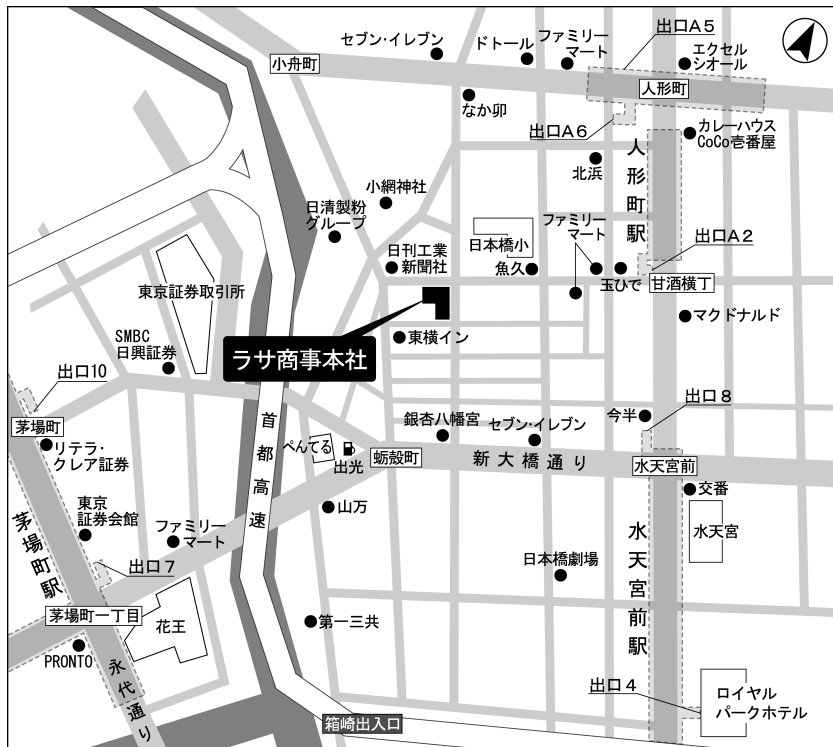 セブン-イレブン
ドトール
ファミリー
マート
出口A5
エクセル
シオール
小舟町
人形町
なか卯
出口A6
カレーハウス
CoCo壱番屋
北浜
人形町駅
小網神社
日清製粉
グループ
日刊工業
新聞社
日本橋小
魚久
ファミリー
マート
出口A2
玉ひで
甘酒横丁
東京証券取引所
マクドナルド
SMBC
日興証券
ラサ商事本社
東横イン
出口10
茅場町
リテラ・
クレア証券
首都高速
ぺんてる
出光
蛎殻町
銀杏八幡宮
セブン-イレブン
今半
出口8
新大橋通り
水天宮前
交番
水天宮
東京
証券会館
ファミリー
マート
山万
茅場町駅
出口7
日本橋劇場
水天宮前駅
茅場町一丁目
花王
第一三共
PRONTO
永代通り
箱崎出入口
出口4
ロイヤル
パークホテル